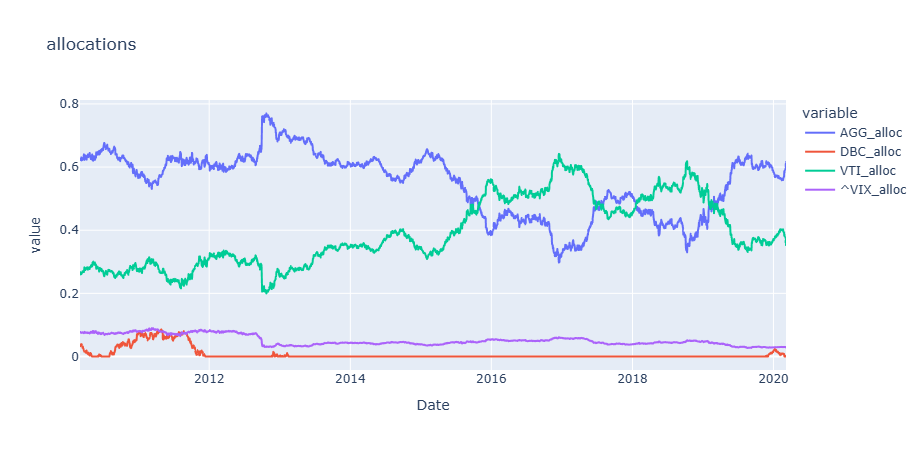 allocations
variable
AGG_alloc
DBC_alloc
VTI_alloc
^VIX_alloc
value
0.8
0.6
0.4
0.2
0
2012
2014
2016
2018
2020
Date